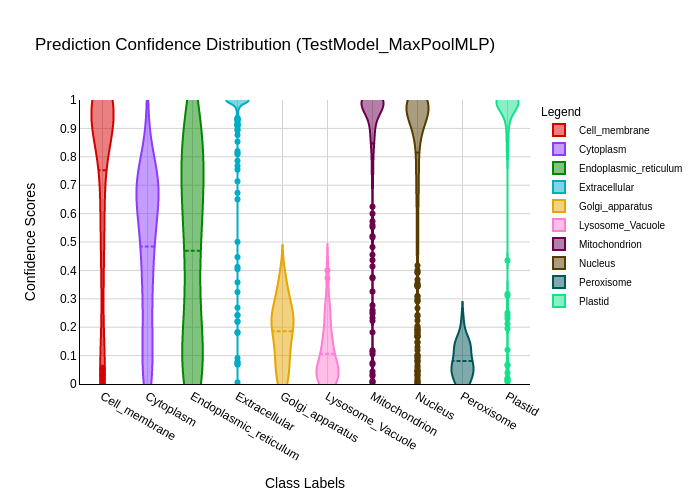 Prediction Confidence Distribution (TestModel_MaxPoolMLP)
Legend
Cell_membrane
Cytoplasm
Endoplasmic_reticulum
Extracellular
Golgi_apparatus
Lysosome_Vacuole
Mitochondrion
Nucleus
Peroxisome
Plastid
Confidence Scores
1
0.9
0.8
0.7
0.6
0.5
0.4
0.3
0.2
0.1
0
Cell_membrane
Cytoplasm
Endoplasmic_reticulum
Extracellular
Golgi_apparatus
Lysosome_Vacuole
Mitochondrion
Nucleus
Peroxisome
Plastid
Class Labels